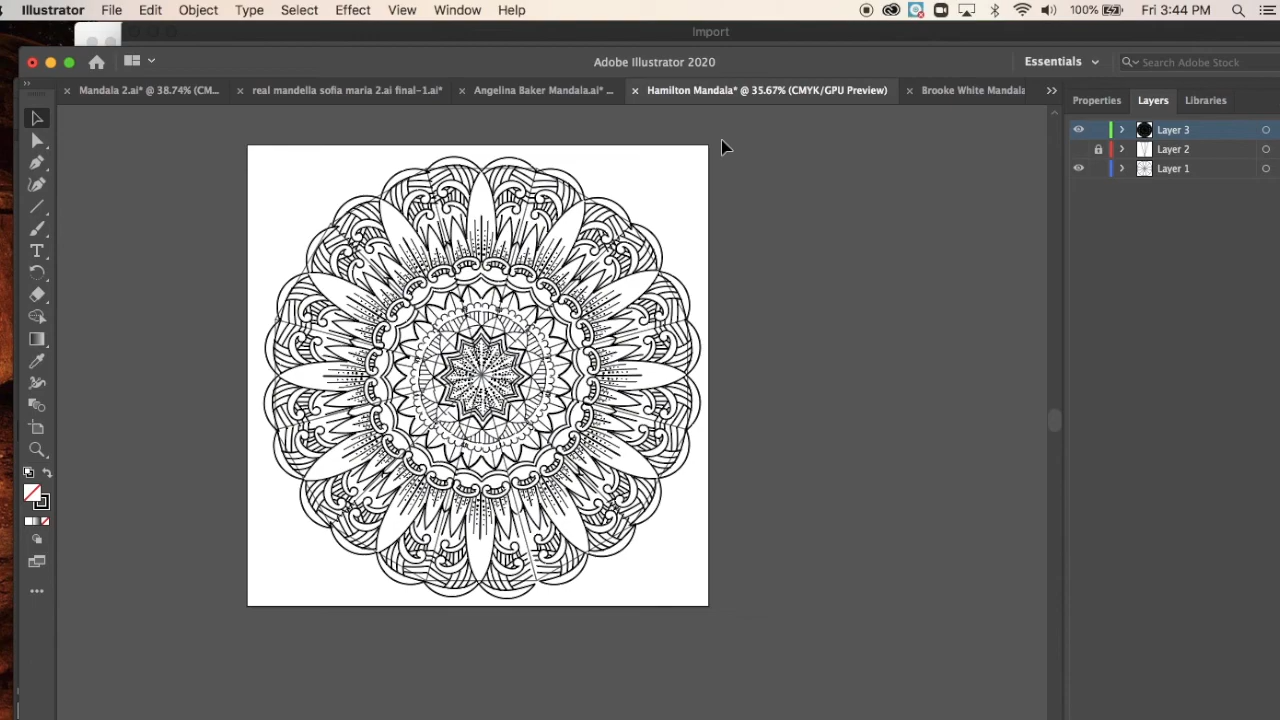 Illustrator File Edit Object Type Select Effect View Window Help 100% Fri 3:44 PM
Import
Adobe Illustrator 2020 Essentials Search Adobe Stock
Mandala 2.ai* @ 38.74% (CM... real mandella sofia maria 2.ai final-1.ai* Angelina Baker Mandala.ai* ... Hamilton Mandala* @ 35.67% (CMYK/GPU Preview) Brooke White Mandala
Properties Layers Libraries
Layer 3
Layer 2
Layer 1